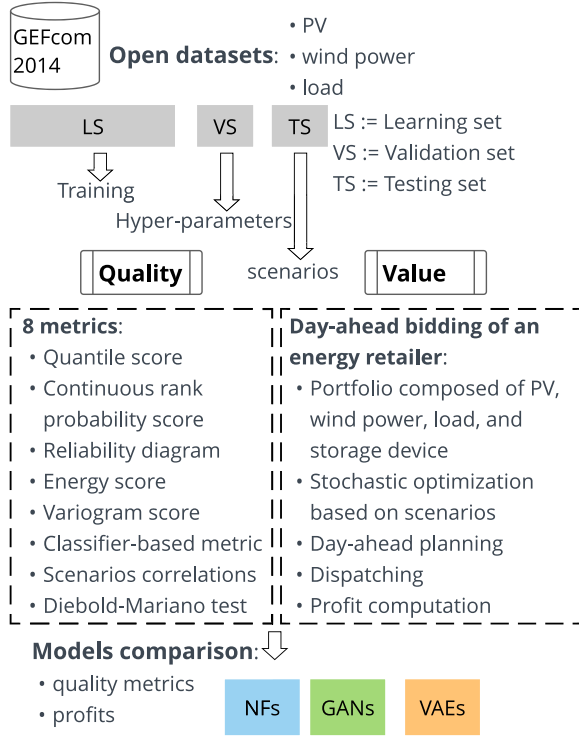 GEFcom
2014
Open datasets:
• PV
• wind power
• load
LS
VS
TS
LS := Learning set
VS := Validation set
TS := Testing set
Training
Hyper-parameters
scenarios
Quality
Value
8 metrics:
• Quantile score
• Continuous rank
probability score
• Reliability diagram
• Energy score
• Variogram score
• Classifier-based metric
• Scenarios correlations
• Diebold-Mariano test
Day-ahead bidding of an
energy retailer:
• Portfolio composed of PV,
wind power, load, and
storage device
• Stochastic optimization
based on scenarios
• Day-ahead planning
• Dispatching
• Profit computation
Models comparison:
• quality metrics
• profits
NFs
GANs
VAEs